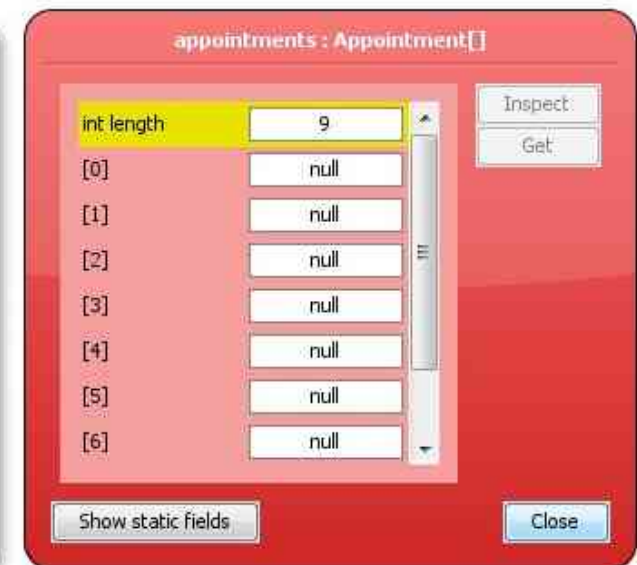 appointments : Appointment[]
int length 9
[0] null
[1] null
[2] null
[3] null
[4] null
[5] null
[6] null
Inspect
Get
Show static fields
Close